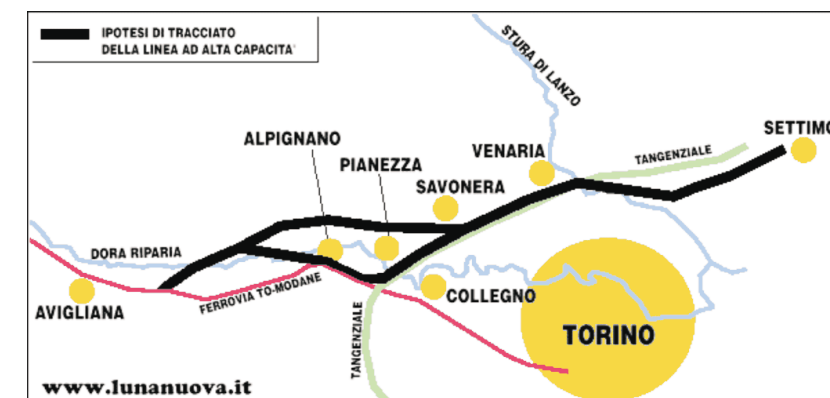 IPOTESI DI TRACCIATO
DELLA LINEA AD ALTA CAPACITA'
STURA DI LANZO
SETTIMO
ALPIGNANO
VENARIA
TANGENZIALE
PIANEZZA
SAVONERA
DORA RIPARIA
FERROVIA TO-MODANE
COLLEGNO
AVIGLIANA
TANGENZIALE
TORINO
www.lunanuova.it